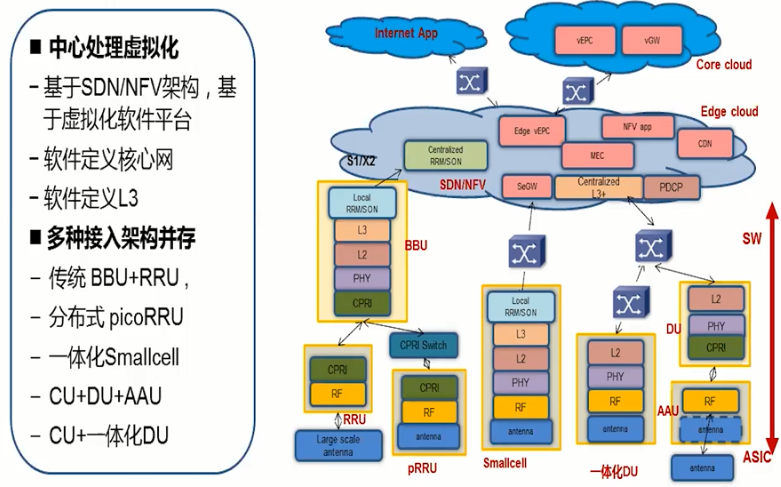 ■ 中心处理虚拟化
– 基于SDN/NFV架构，基
于虚拟化软件平台
– 软件定义核心网
– 软件定义L3
■ 多种接入架构并存
– 传统 BBU+RRU ,
– 分布式 picoRRU
– 一体化Smallcell
– CU+DU+AAU
– CU+一体化DU
Internet App
vEPC
vGW
Core cloud
Edge cloud
Edge vEPC
NFV app
CDN
Centralized
RRM/SON
MEC
S1/X2
SDN/NFV
SeGW
Centralized
L3+
PDCP
Local
RRM/SON
L3
L2
PHY
CPRI
BBU
CPRI Switch
CPRI
RF
RRU
Large scale
antenna
CPRI
RF
antenna
pRRU
Local
RRM/SON
L3
L2
PHY
RF
antenna
Smallcell
L2
PHY
RF
antenna
一体化DU
L2
PHY
CPRI
DU
RF
antenna
AAU
antenna
SW
ASIC